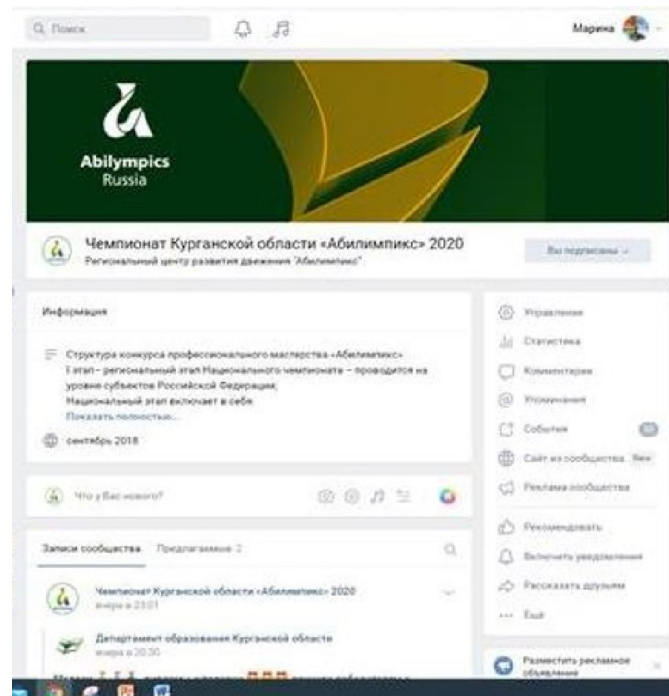 Поиск
Марина
Abilympics
Russia
Чемпионат Курганской области «Абилимпикс» 2020
Региональный центр развития движения "Абилимпикс"
Вы подписаны
Информация
Структура конкурса профессионального мастерства «Абилимпикс»
I этап – региональный этап Национального чемпионата – проводится на
уровне субъектов Российской Федерации;
Национальный этап включает в себя
Показать полностью...
сентябрь 2018
Что у Вас нового?
Записи сообщества Предлагаемые 2
Чемпионат Курганской области «Абилимпикс» 2020
вчера в 23:01
Департамент образования Курганской области
вчера в 20:30
Управление
Статистика
Комментарии
Упоминания
События
Сайт из сообщества New
Реклама сообщества
Рекомендовать
Включить уведомления
Рассказать друзьям
Ещё
Разместить рекламное
объявление